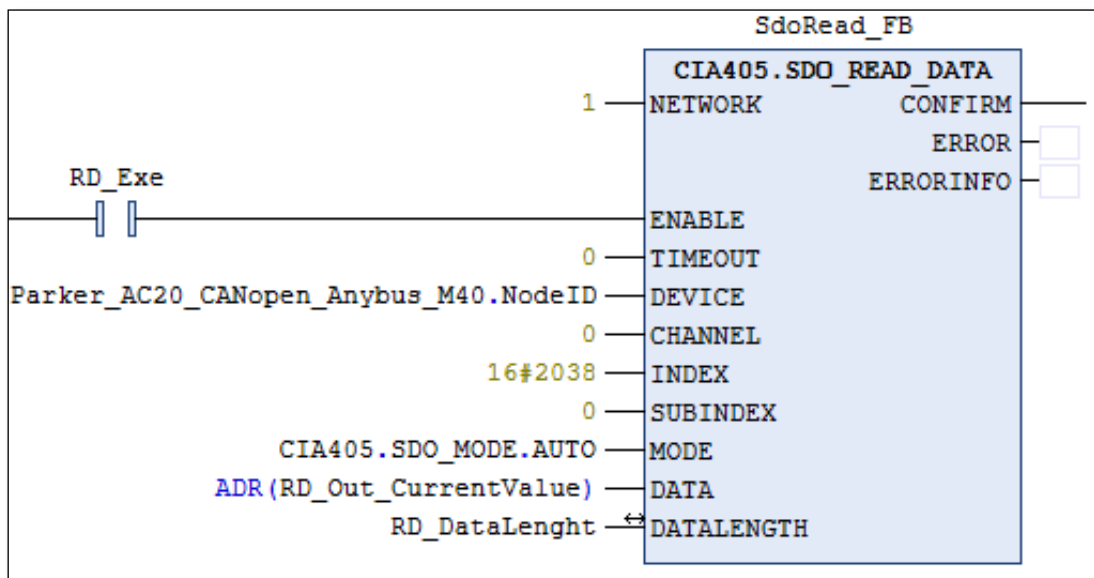 SdoRead_FB
CIA405.SDO_READ_DATA
1 NETWORK CONFIRM
ERROR
RD_Exe ERRORINFO
ENABLE
0 TIMEOUT
Parker_AC20_CANopen_Anybus_M40.NodeID DEVICE
0 CHANNEL
16#2038 INDEX
0 SUBINDEX
CIA405.SDO_MODE.AUTO MODE
ADR(RD_Out_CurrentValue) DATA
RD_DataLenght DATALENGTH